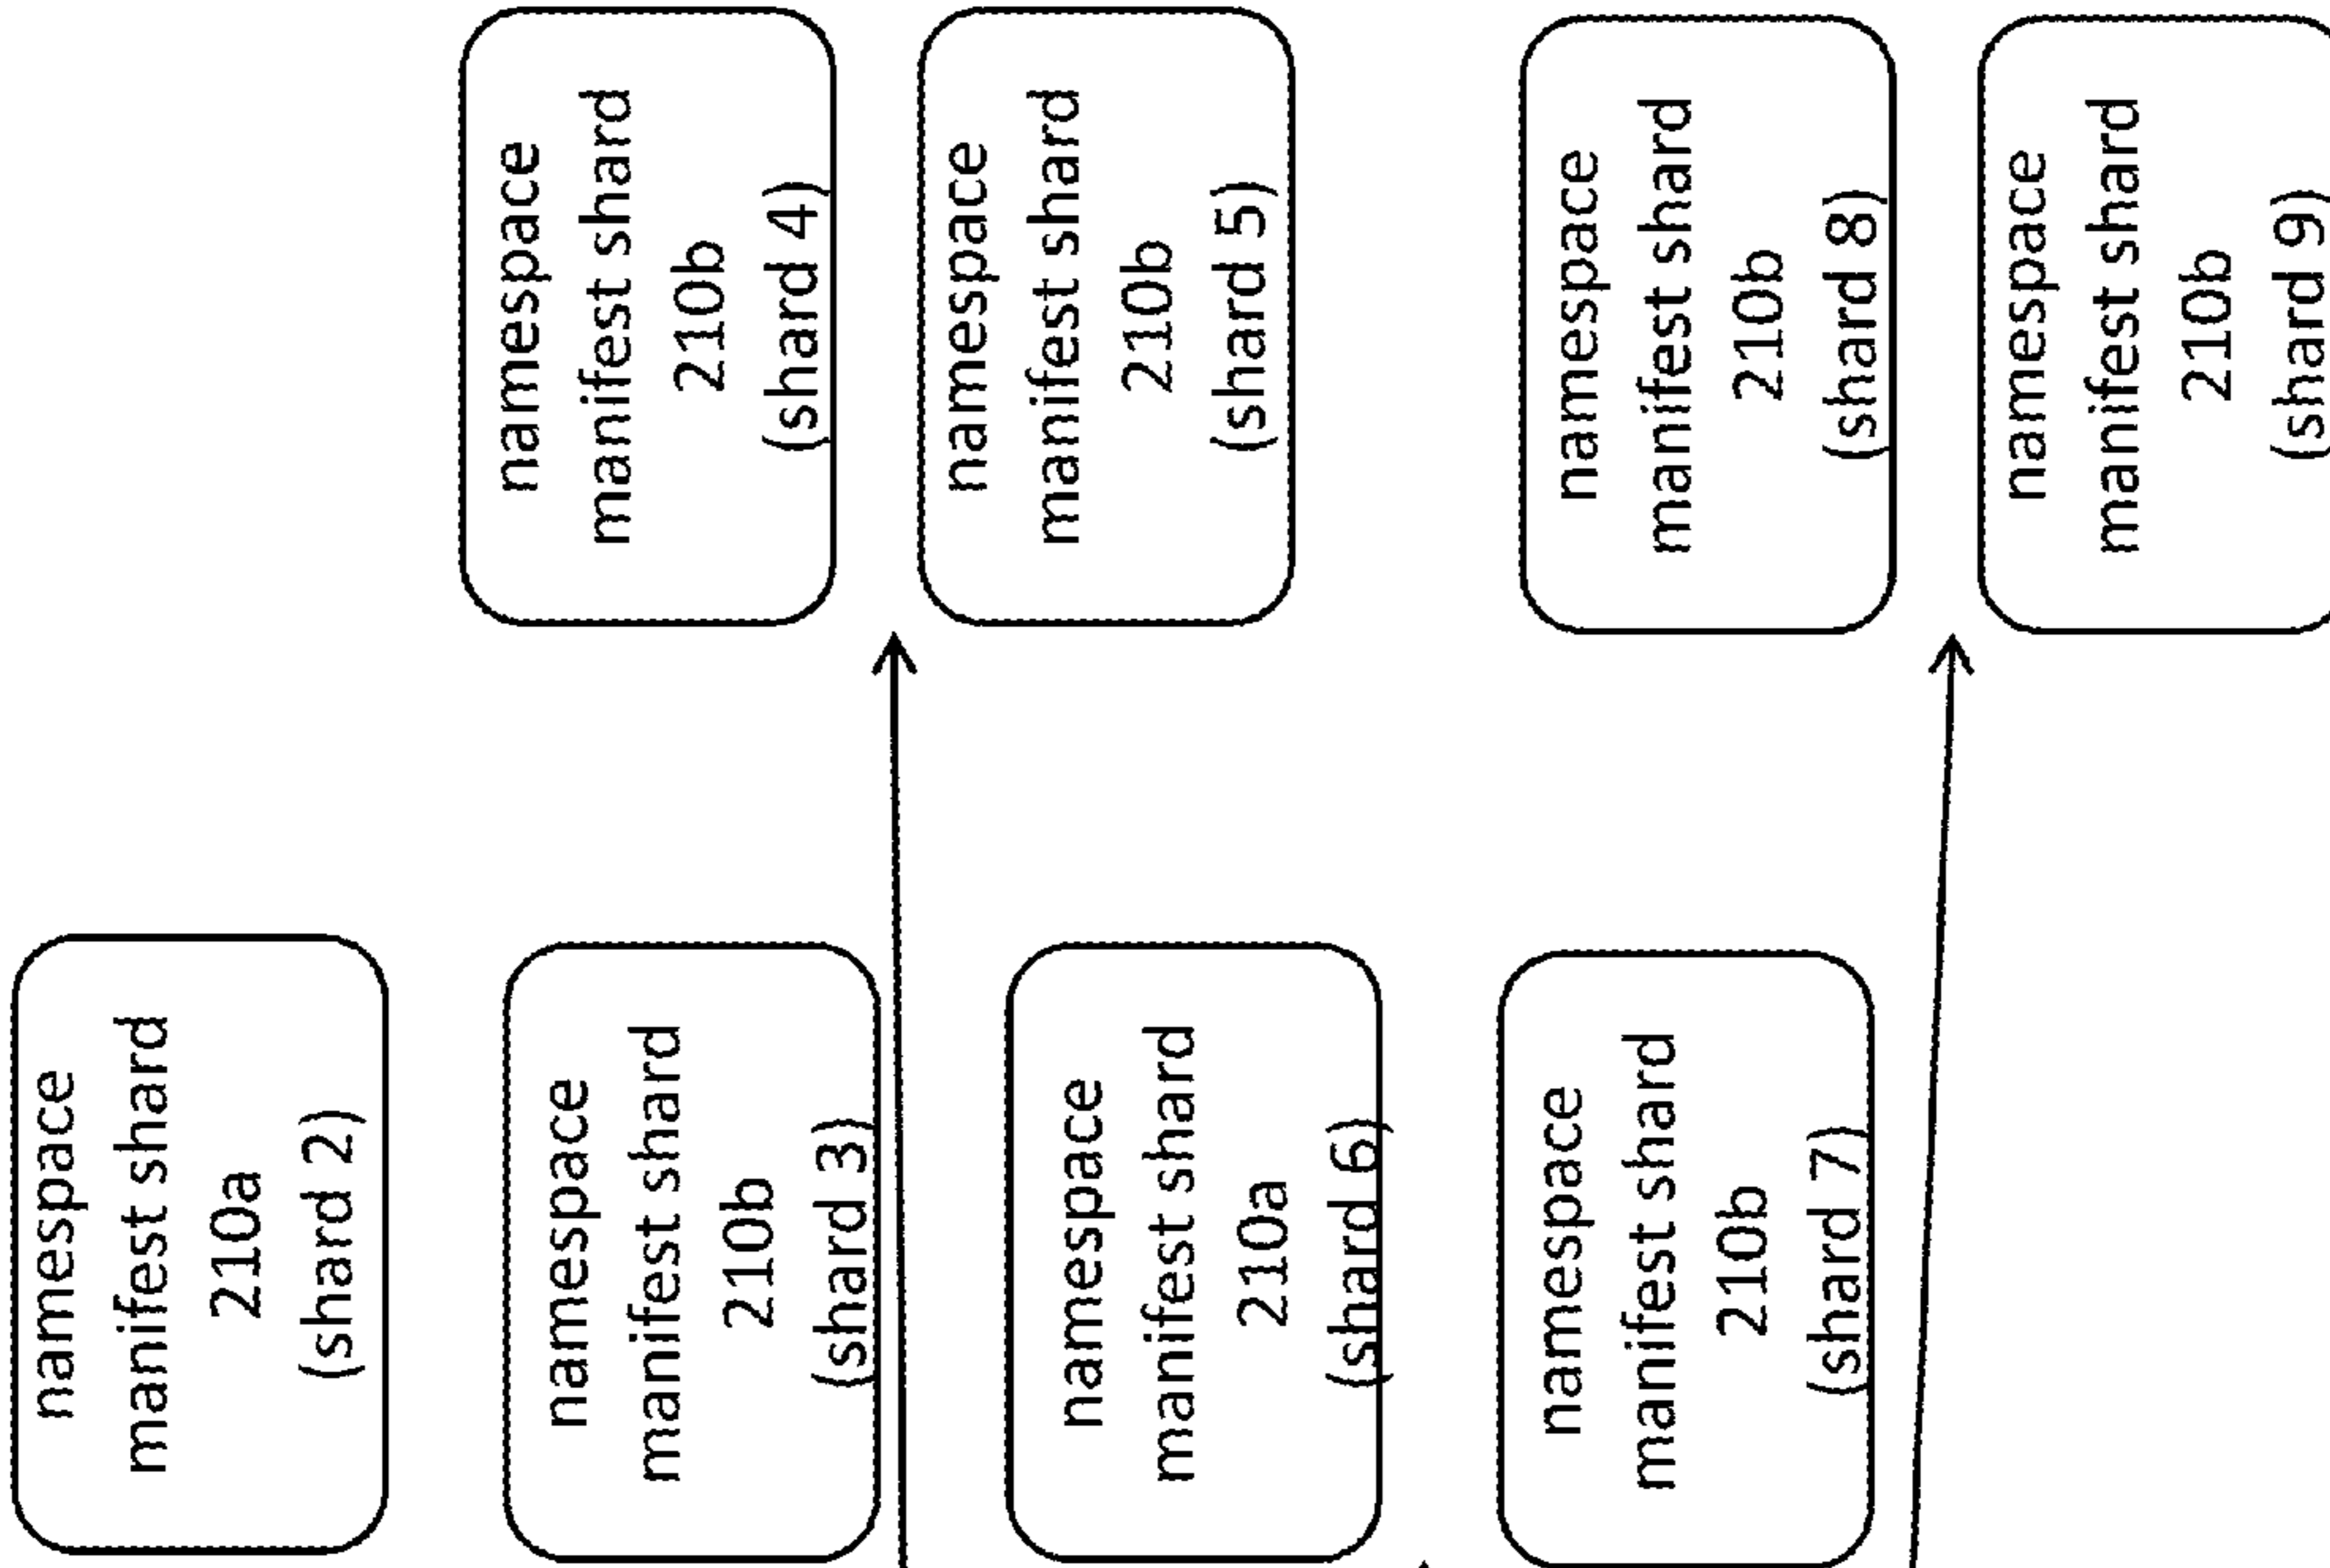 namespace
manifest shard
210a
(shard 2)
namespace
manifest shard
210b
(shard 3)
namespace
manifest shard
210b
(shard 4)
namespace
manifest shard
210b
(shard 5)
namespace
manifest shard
210a
(shard 6)
namespace
manifest shard
210b
(shard 7)
namespace
manifest shard
210b
(shard 8)
namespace
manifest shard
210b
(shard 9)